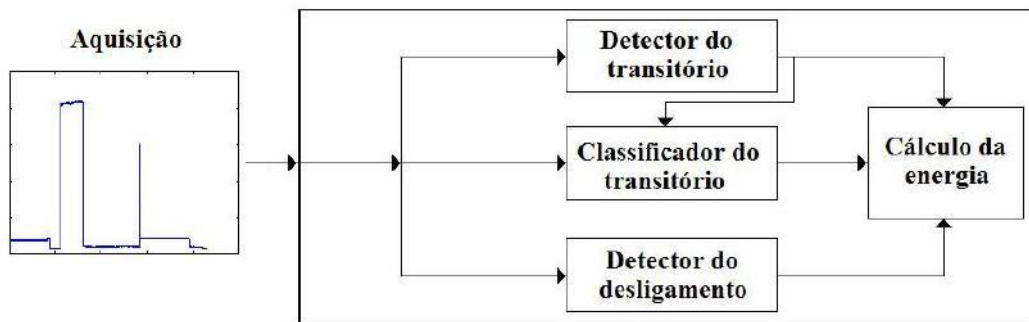 Aquisição
Detector do
transitório
Classificador do
transitório
Cálculo da
energia
Detector do
desligamento